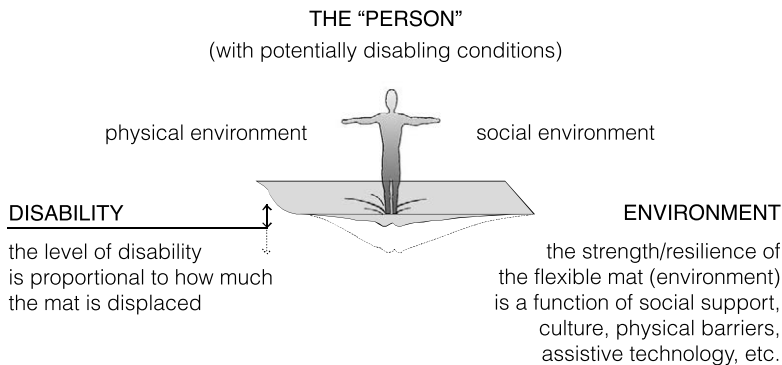 THE “PERSON”
(with potentially disabling conditions)
physical environment
social environment
DISABILITY
the level of disability
is proportional to how much
the mat is displaced
ENVIRONMENT
the strength/resilience of
the flexible mat (environment)
is a function of social support,
culture, physical barriers,
assistive technology, etc.